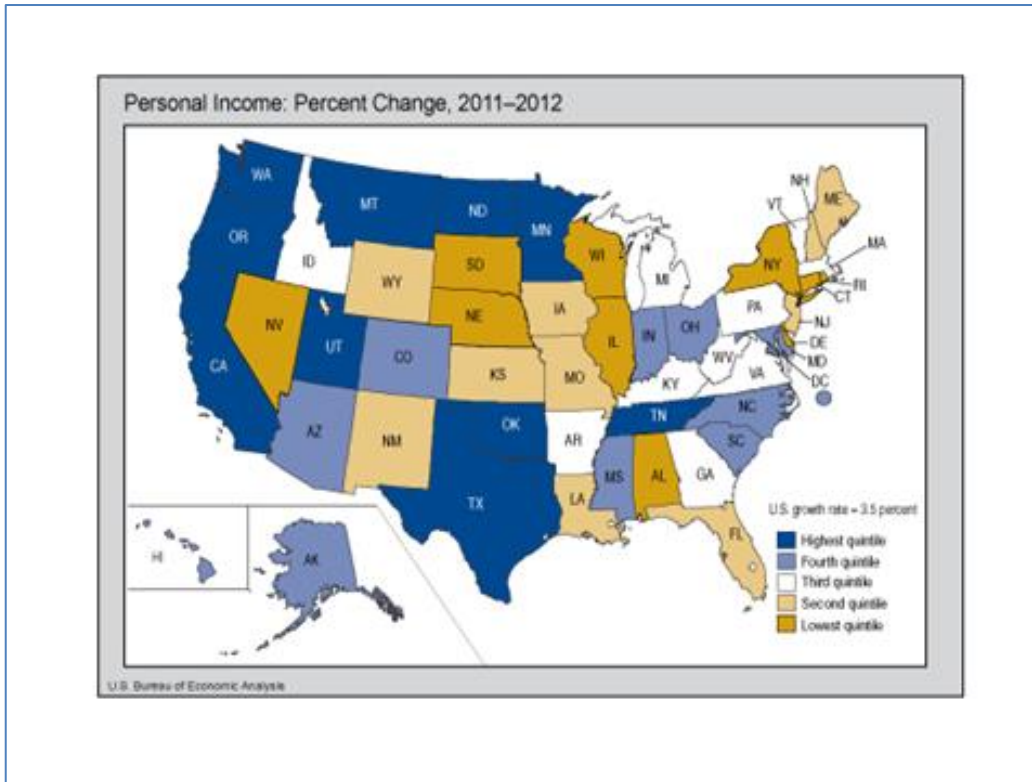 Personal Income: Percent Change, 2011–2012
WA
MT
ND
MN
OR
ID
WY
SD
WI
MI
NY
VT
NH
ME
MA
RI
CT
NJ
DE
MD
DC
PA
NV
UT
CO
NE
IA
IL
IN
OH
WV
VA
CA
KS
MO
KY
AZ
NM
OK
AR
TN
NC
SC
TX
LA
MS
AL
GA
FL
HI
AK
U.S. growth rate = 3.5 percent
Highest quintile
Fourth quintile
Third quintile
Second quintile
Lowest quintile
U.S. Bureau of Economic Analysis